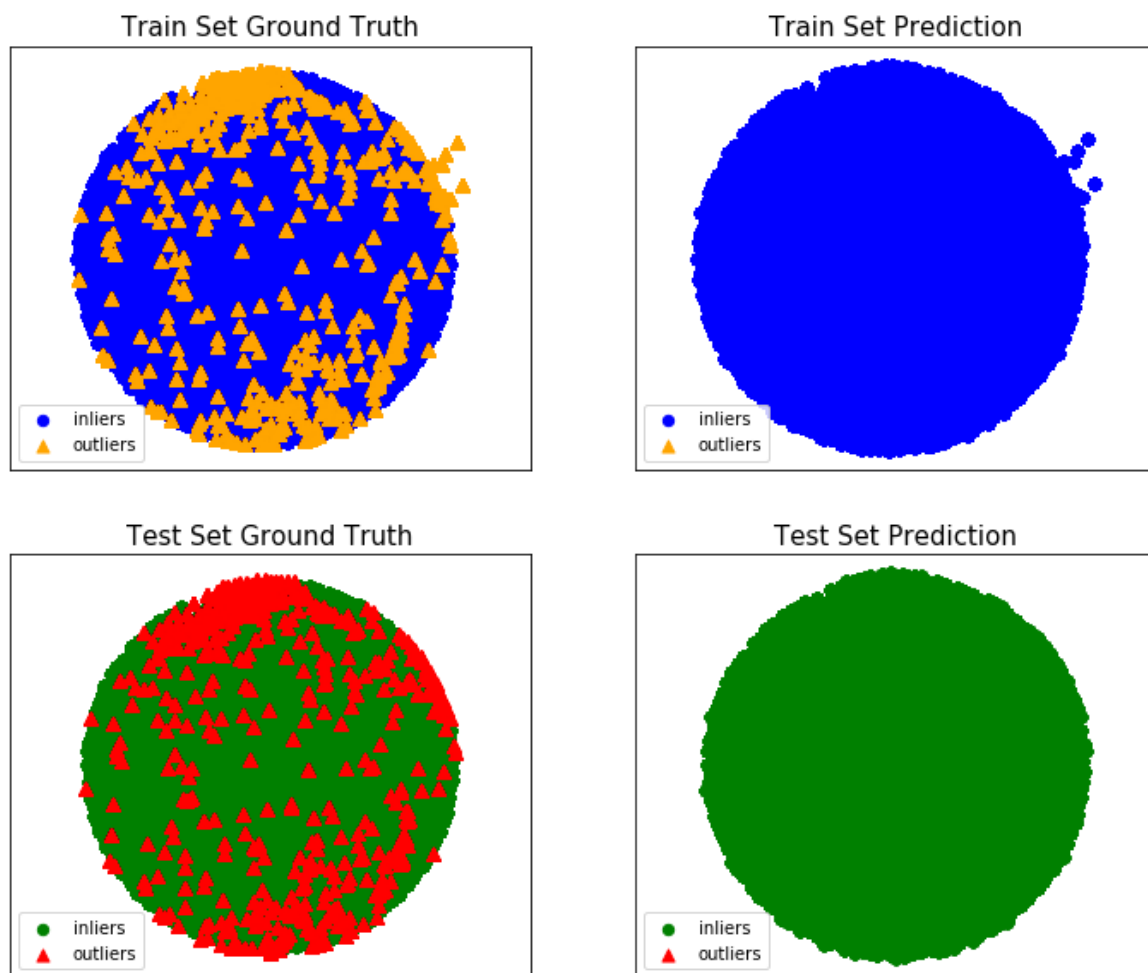 Train Set Ground Truth
Train Set Prediction
inliers
outliers
inliers
outliers
Test Set Ground Truth
Test Set Prediction
inliers
outliers
inliers
outliers